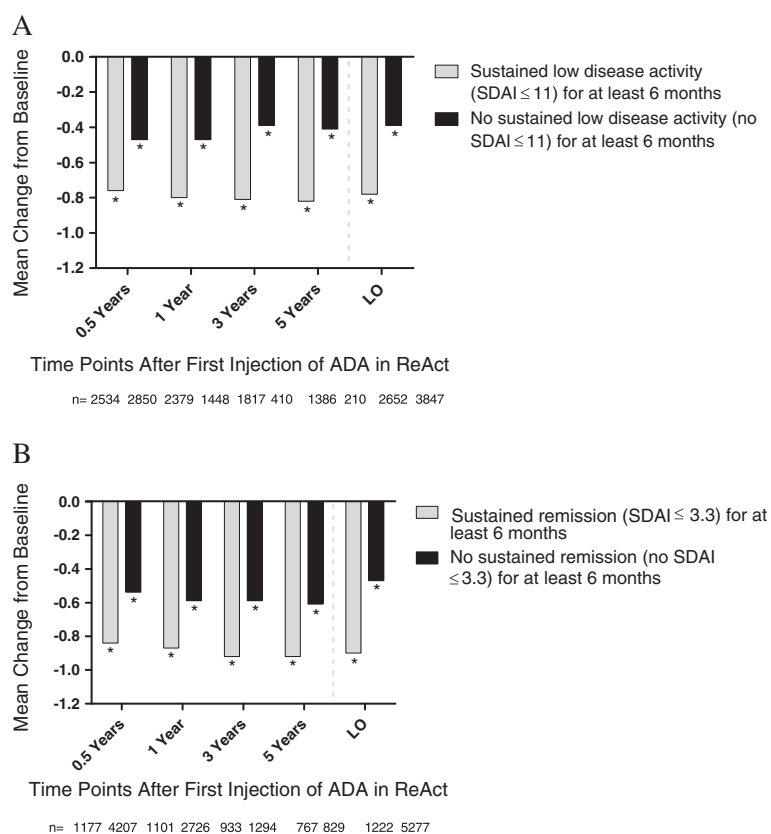 A
0.0
-0.2
-0.4
-0.6
-0.8
-1.0
-1.2
Mean Change from Baseline
* * * * * * * * * *
0.5 Years 1 Year 3 Years 5 Years LO
Sustained low disease activity
(SDAI ≤ 11) for at least 6 months
No sustained low disease activity (no
SDAI ≤ 11) for at least 6 months
Time Points After First Injection of ADA in ReAct
n= 2534 2850 2379 1448 1817 410 1386 210 2652 3847
B
0.0
-0.2
-0.4
-0.6
-0.8
-1.0
-1.2
Mean Change from Baseline
* * * * * * * * * *
0.5 Years 1 Year 3 Years 5 Years LO
Sustained remission (SDAI ≤ 3.3) for at
least 6 months
No sustained remission (no SDAI
≤3.3) for at least 6 months
Time Points After First Injection of ADA in ReAct
n= 1177 4207 1101 2726 933 1294 767 829 1222 5277